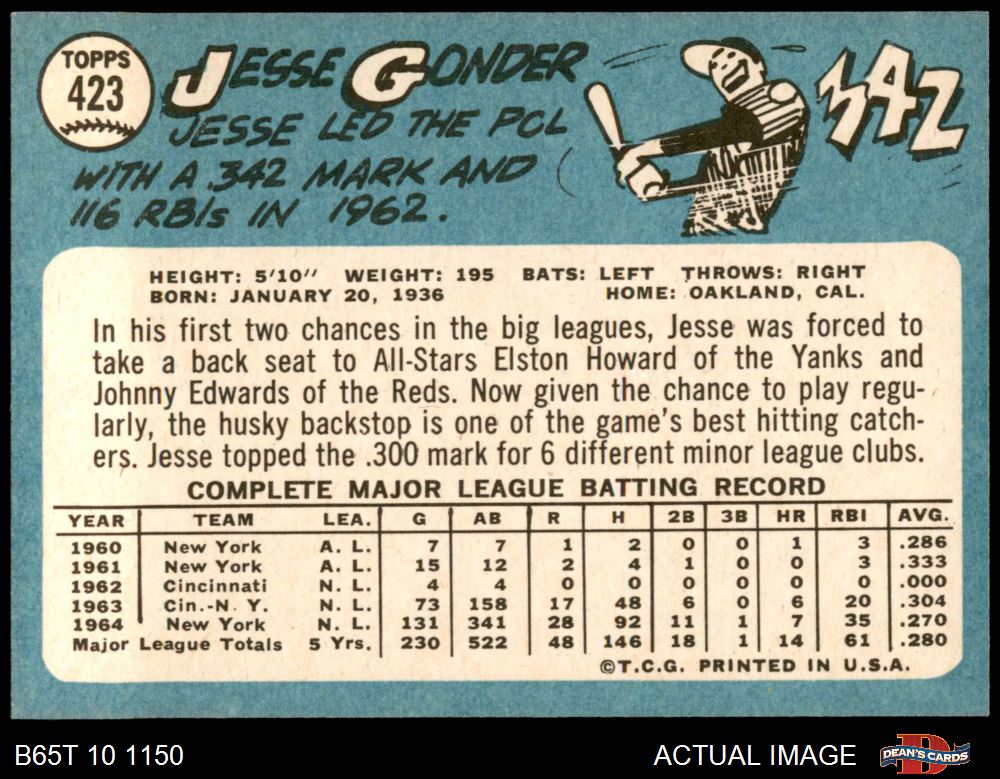 TOPPS
423
JESSE GONDER
JESSE LED THE PCL
WITH A .342 MARK AND
116 RBIs IN 1962.
342
HEIGHT: 5'10" WEIGHT: 195 BATS: LEFT THROWS: RIGHT
BORN: JANUARY 20, 1936 HOME: OAKLAND, CAL.
In his first two chances in the big leagues, Jesse was forced to
take a back seat to All-Stars Elston Howard of the Yanks and
Johnny Edwards of the Reds. Now given the chance to play regu-
larly, the husky backstop is one of the game's best hitting catch-
ers. Jesse topped the .300 mark for 6 different minor league clubs.
COMPLETE MAJOR LEAGUE BATTING RECORD
YEAR TEAM LEA. G AB R H 2B 3B HR RBI AVG.
1960 New York A. L. 7 7 1 2 0 0 1 3 .286
1961 New York A. L. 15 12 2 4 1 0 0 3 .333
1962 Cincinnati N. L. 4 4 0 0 0 0 0 0 .000
1963 Cin.-N. Y. N. L. 73 158 17 48 6 0 6 20 .304
1964 New York N. L. 131 341 28 92 11 1 7 35 .270
Major League Totals 5 Yrs. 230 522 48 146 18 1 14 61 .280
©T.C.G. PRINTED IN U.S.A.
B65T 10 1150 ACTUAL IMAGE DEAN'S CARDS